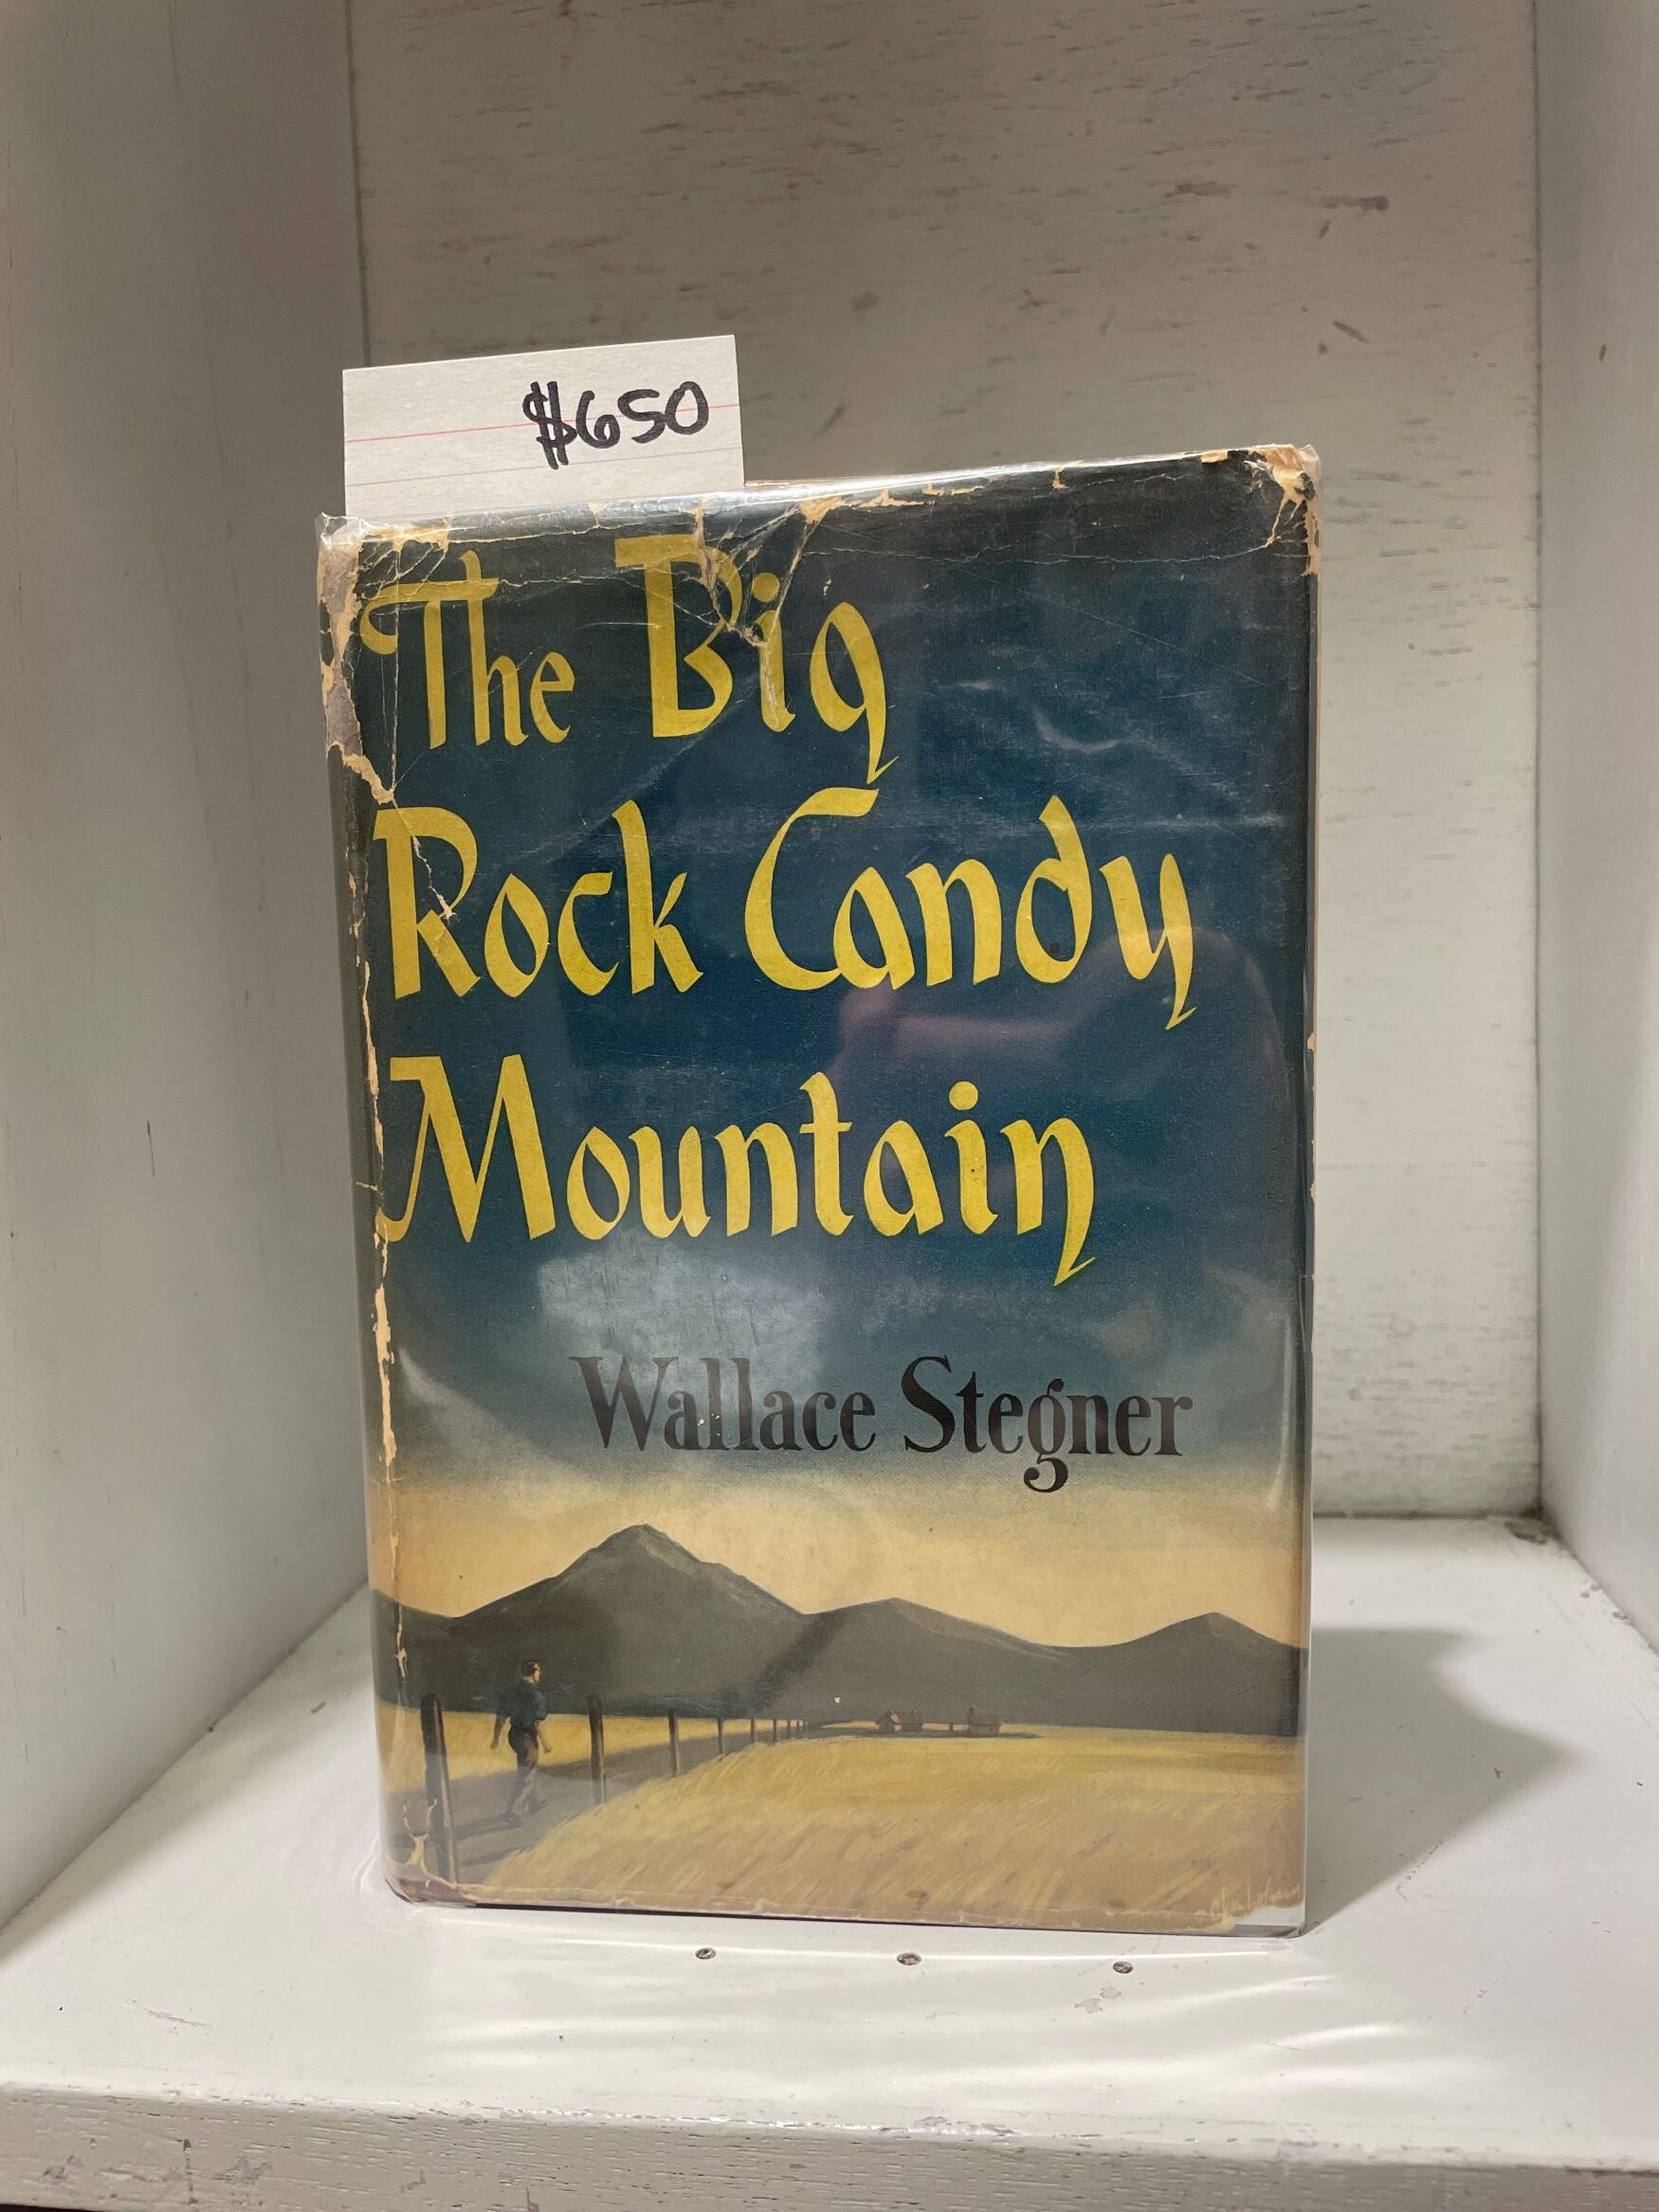 $650
The Big
Rock Candy
Mountain
Wallace Stegner